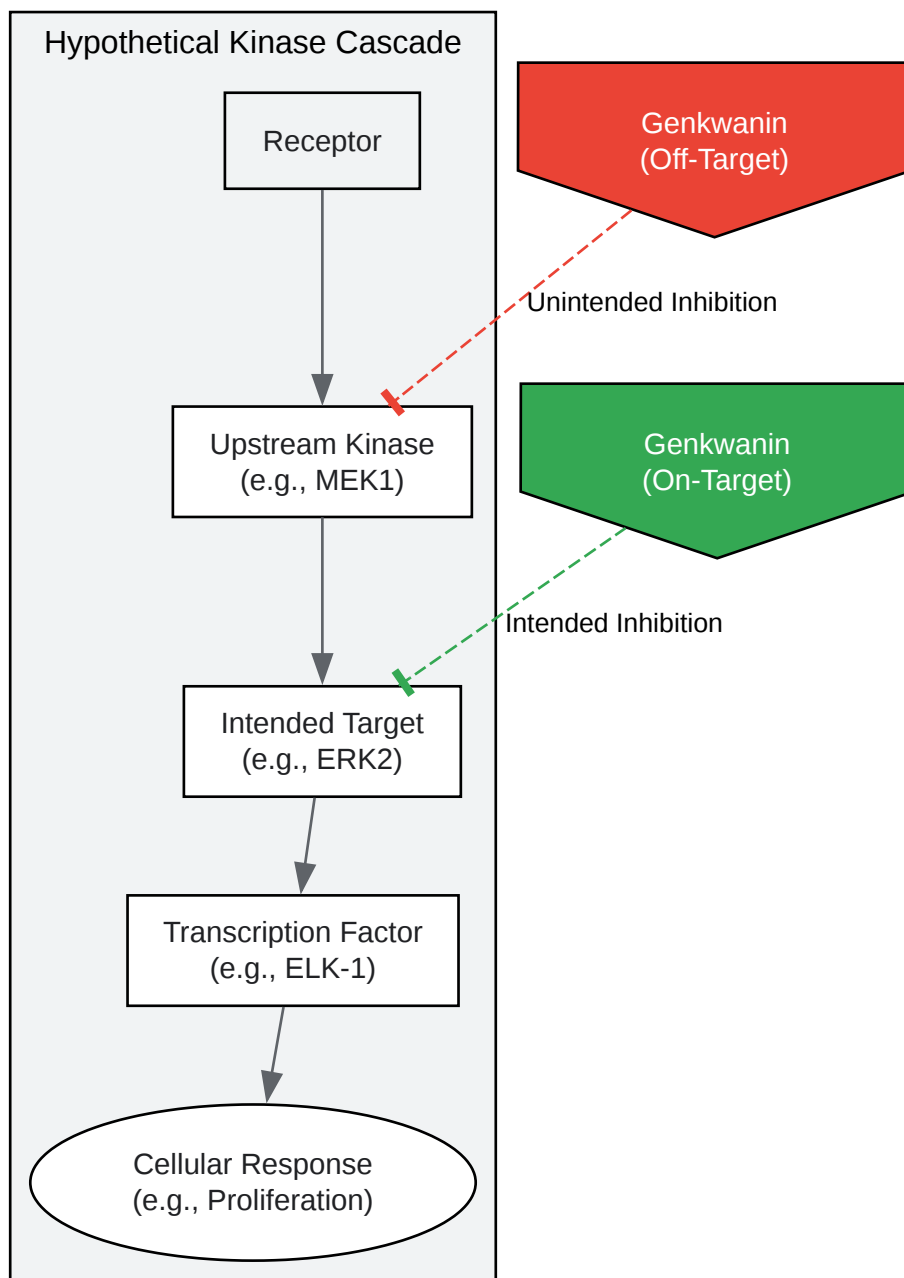 Hypothetical Kinase Cascade
Receptor
Genkwanin
(Off-Target)
Unintended Inhibition
Upstream Kinase
(e.g., MEK1)
Genkwanin
(On-Target)
Intended Inhibition
Intended Target
(e.g., ERK2)
Transcription Factor
(e.g., ELK-1)
Cellular Response
(e.g., Proliferation)